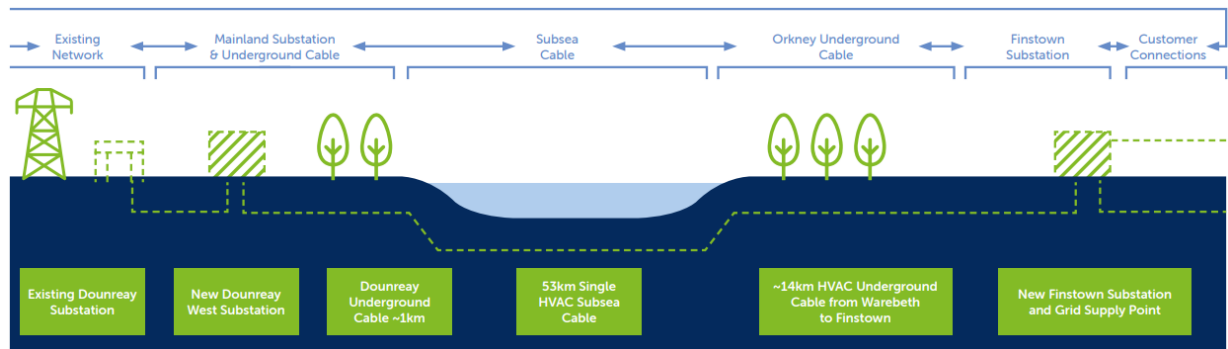 Existing
Network
Mainland Substation
& Underground Cable
Subsea
Cable
Orkney Underground
Cable
Finstown
Substation
Customer
Connections
Existing Dounreay
Substation
New Dounreay
West Substation
Dounreay
Underground
Cable ~1km
53km Single
HVAC Subsea
Cable
~14km HVAC Underground
Cable from Warebeth
to Finstown
New Finstown Substation
and Grid Supply Point